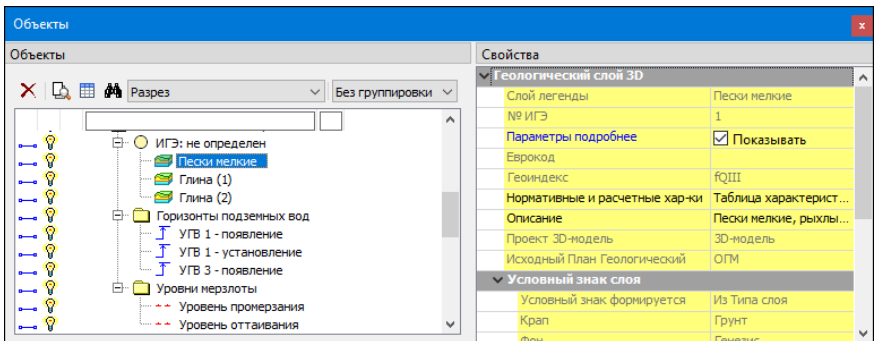 Объекты
x
Объекты
Разрез
Без группировки
ИГЭ: не определен
Пески мелкие
Глина (1)
Глина (2)
Горизонты подземных вод
УГВ 1 - появление
УГВ 1 - установление
УГВ 3 - появление
Уровни мерзлоты
Уровень промерзания
Уровень оттаивания
Свойства
Геологический слой 3D
Слой легенды Пески мелкие
№ ИГЭ 1
Параметры подробнее Показывать
Еврокод
Геоиндекс fQIII
Нормативные и расчетные хар-ки Таблица характерист...
Описание Пески мелкие, рыхлы...
Проект 3D-модель 3D-модель
Исходный План Геологический ОГМ
Условный знак слоя
Условный знак формируется Из Типа слоя
Крап Грунт
Фон Генезис